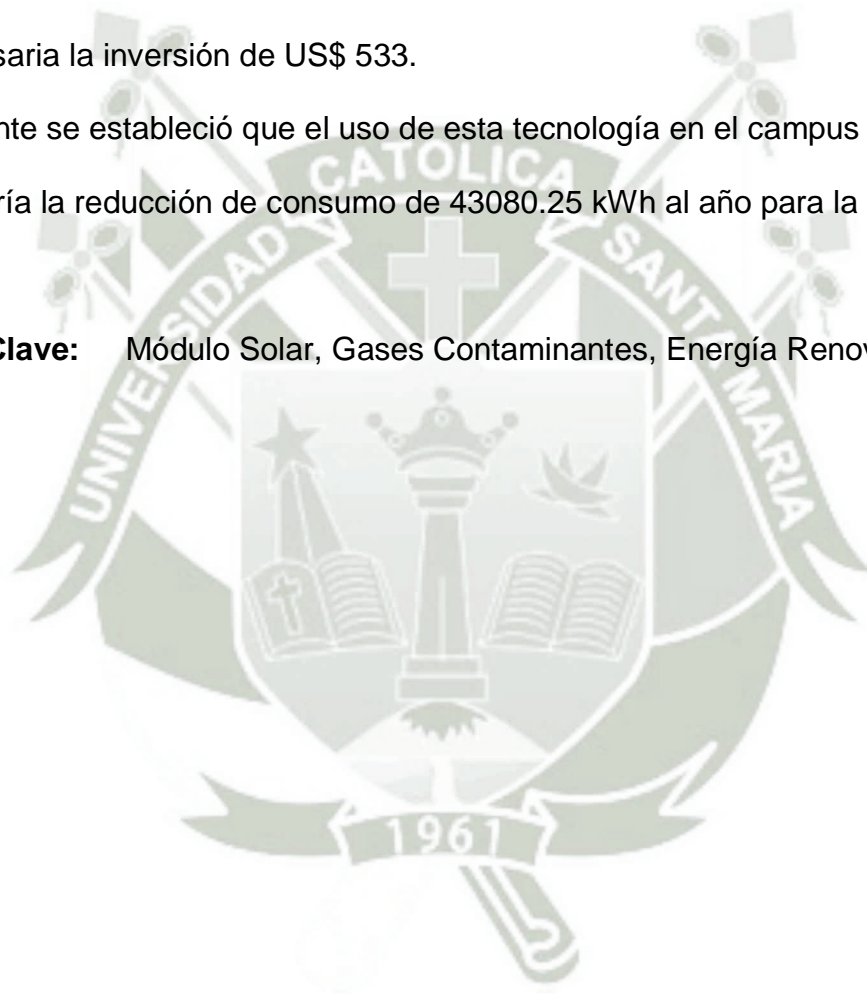 saria la inversión de US$ 533.
nte se estableció que el uso de esta tecnología en el campus
ría la reducción de consumo de 43080.25 kWh al año para la
Clave: Módulo Solar, Gases Contaminantes, Energía Renov
UNIVERSIDAD CATOLICA SANTA MARIA
1961